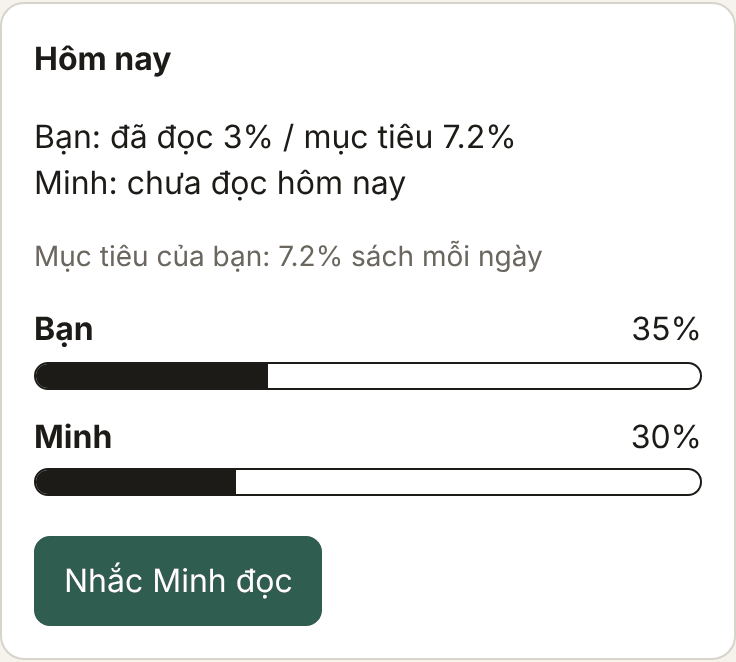 Hôm nay
Bạn: đã đọc 3% / mục tiêu 7.2%
Minh: chưa đọc hôm nay
Mục tiêu của bạn: 7.2% sách mỗi ngày
Bạn 35%
Minh 30%
Nhắc Minh đọc